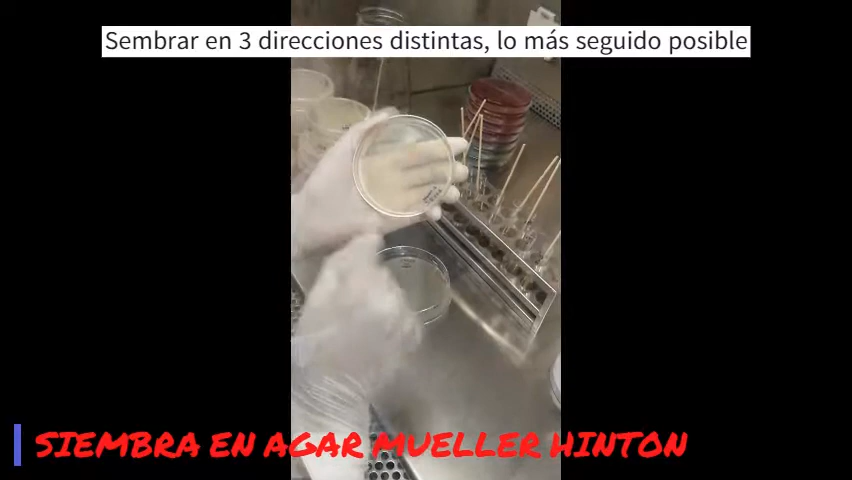 Sembrar en 3 direcciones distintas, lo más seguido posible
SIEMBRA EN AGAR MUELLER HINTON